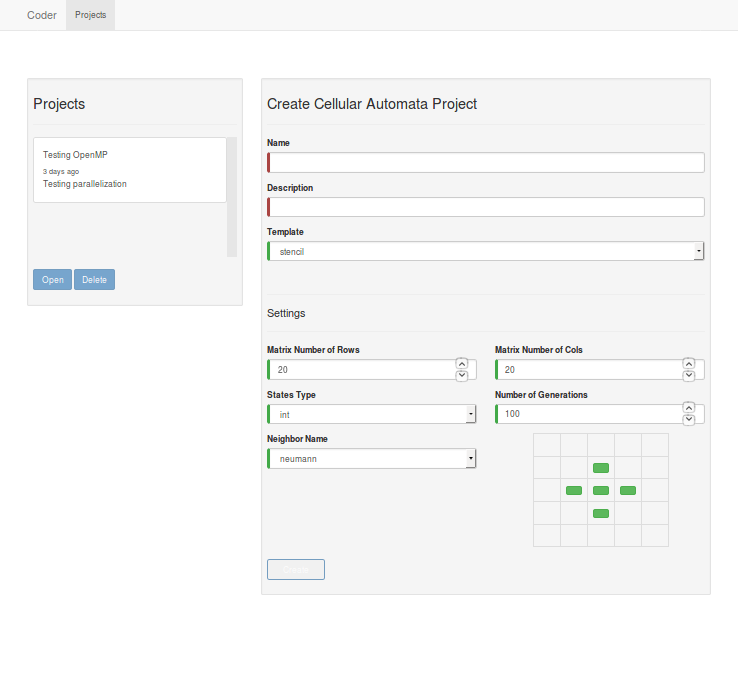 Coder Projects
Projects
Testing OpenMP
3 days ago
Testing parallelization
Open Delete
Create Cellular Automata Project
Name
Description
Template
stencil
Settings
Matrix Number of Rows Matrix Number of Cols
20 20
States Type Number of Generations
int 100
Neighbor Name
neumann
Create